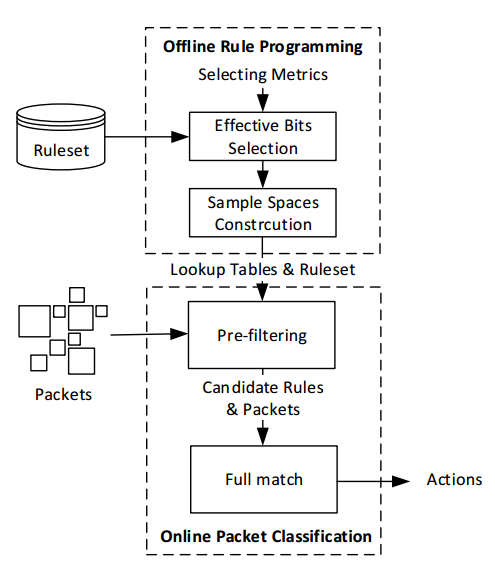 Offline Rule Programming
Selecting Metrics
Ruleset
Effective Bits
Selection
Sample Spaces
Constrcution
Lookup Tables & Ruleset
Pre-filtering
Packets
Candidate Rules
& Packets
Full match
Actions
Online Packet Classification